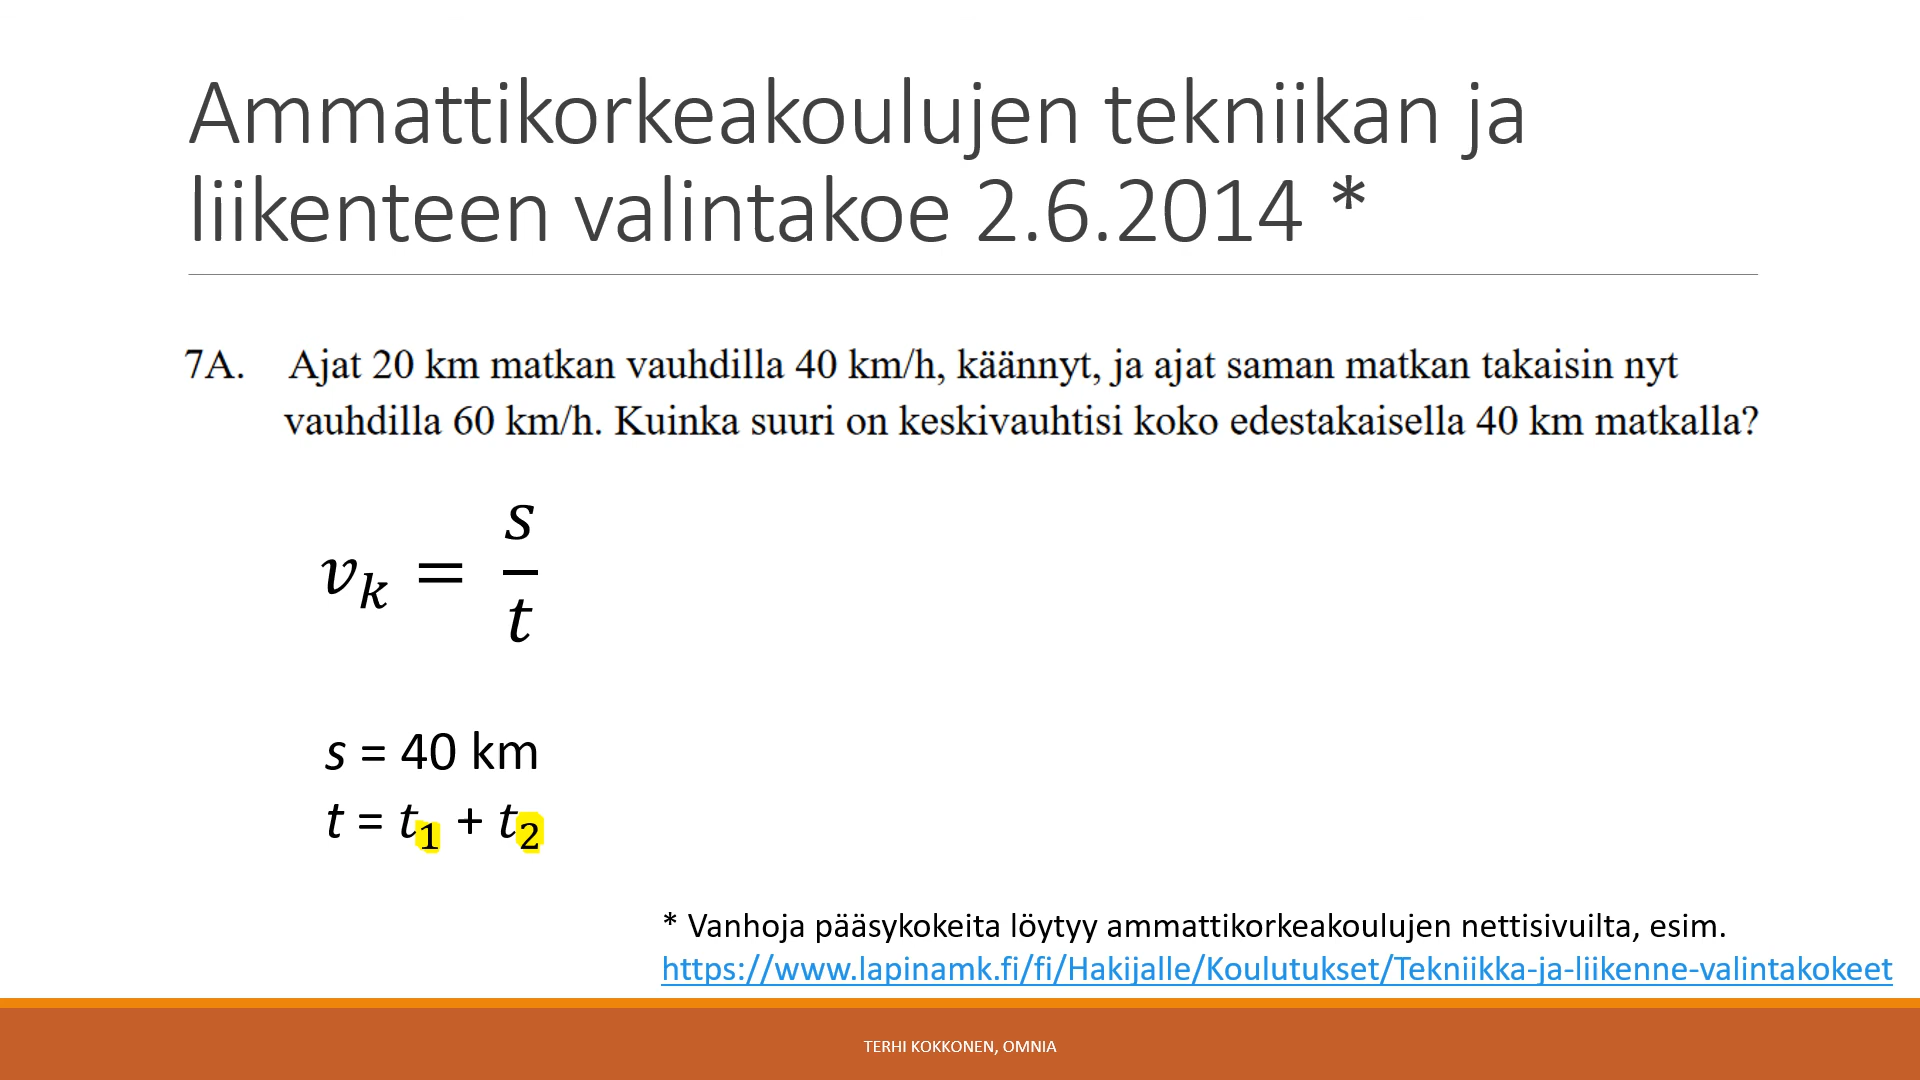 Ammattikorkeakoulujen tekniikan ja
liikenteen valintakoe 2.6.2014 *
7A. Ajat 20 km matkan vauhdilla 40 km/h, käännyt, ja ajat saman matkan takaisin nyt
vauhdilla 60 km/h. Kuinka suuri on keskivauhtisi koko edestakaisella 40 km matkalla?
v_k = s/t
s = 40 km
t = t₁ + t₂
* Vanhoja pääsykokeita löytyy ammattikorkeakoulujen nettisivuilta, esim.
https://www.lapinamk.fi/fi/Hakijalle/Koulutukset/Tekniikka-ja-liikenne-valintakokeet
TERHI KOKKONEN, OMNIA